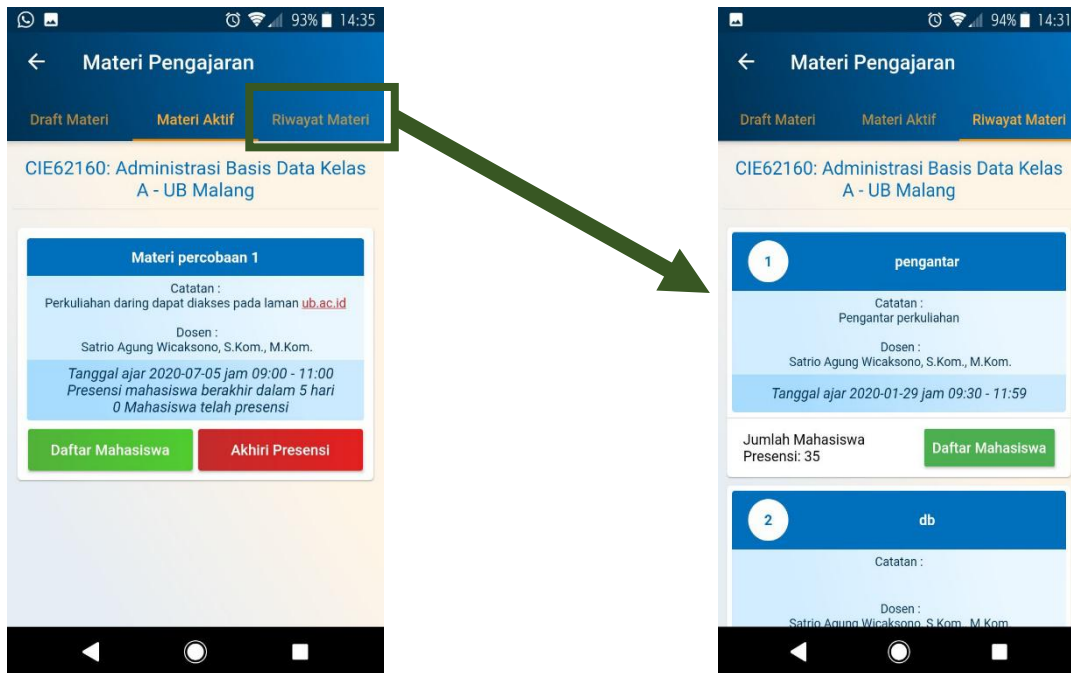 93% 14:35
Materi Pengajaran
Draft Materi Materi Aktif Riwayat Materi
CIE62160: Administrasi Basis Data Kelas
A - UB Malang
Materi percobaan 1
Catatan :
Perkuliahan daring dapat diakses pada laman ub.ac.id
Dosen :
Satrio Agung Wicaksono, S.Kom., M.Kom.
Tanggal ajar 2020-07-05 jam 09:00 - 11:00
Presensi mahasiswa berakhir dalam 5 hari
0 Mahasiswa telah presensi
Daftar Mahasiswa Akhiri Presensi
94% 14:31
Materi Pengajaran
Draft Materi Materi Aktif Riwayat Materi
CIE62160: Administrasi Basis Data Kelas
A - UB Malang
1 pengantar
Catatan :
Pengantar perkuliahan
Dosen :
Satrio Agung Wicaksono, S.Kom., M.Kom.
Tanggal ajar 2020-01-29 jam 09:30 - 11:59
Jumlah Mahasiswa
Presensi: 35
Daftar Mahasiswa
2 db
Catatan :
Dosen :
Satrio Agung Wicaksono, S.Kom., M.Kom.